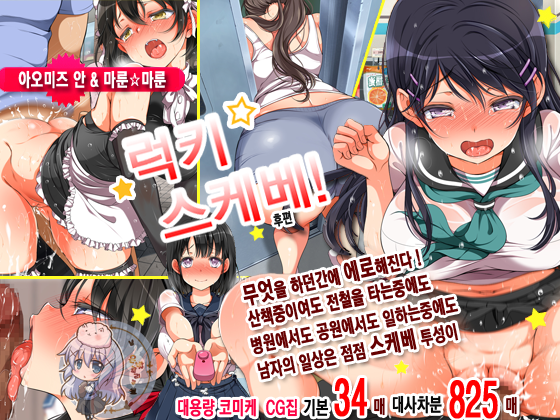 아오미즈 안 & 마룬☆마룬
럭키
스케베!
후편
무엇을 하던간에 에로해진다!
산책중이여도 전철을 타는중에도
병원에서도 공원에서도 일하는중에도
남자의 일상은 점점 스케베 투성이
대용량 코미케 CG집 기본 34 매 대사차분 825 매